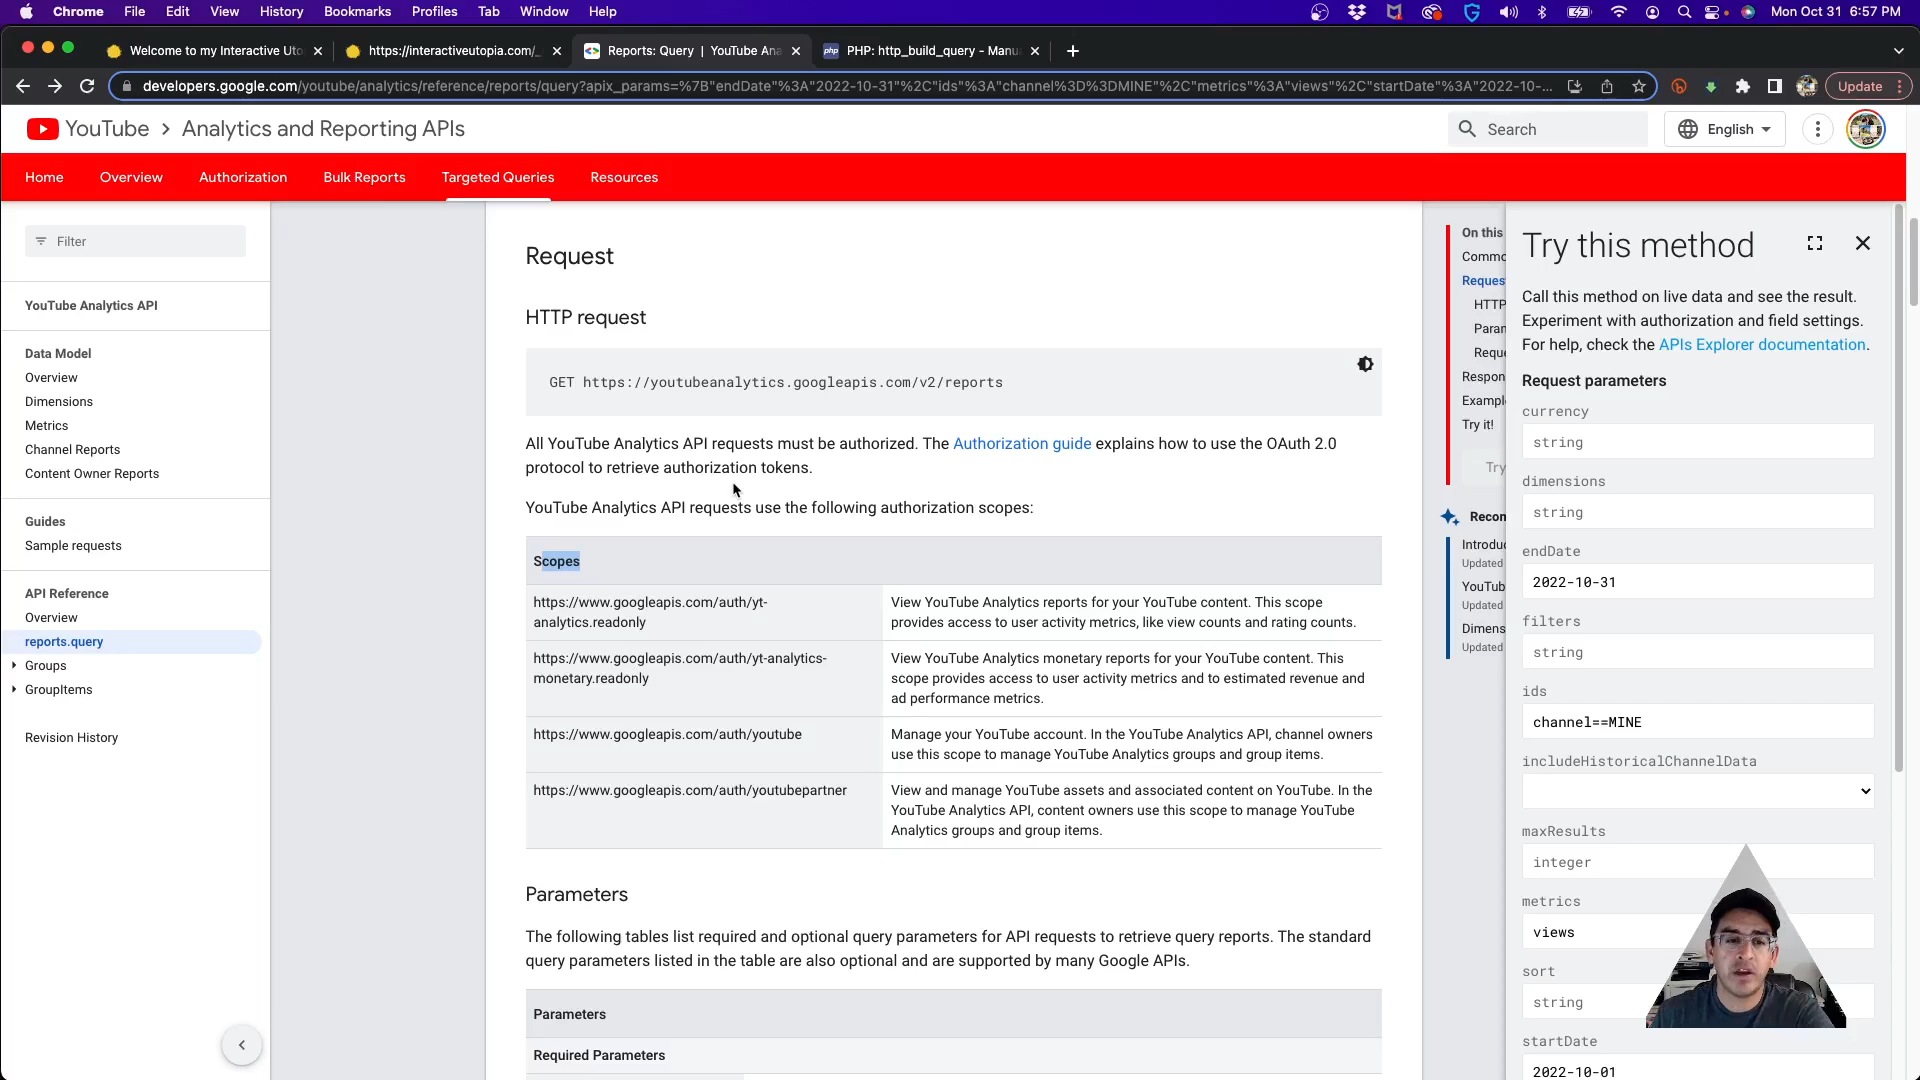 Chrome File Edit View History Bookmarks Profiles Tab Window Help Mon Oct 31 6:57 PM
Welcome to my Interactive Uto https://interactiveutopia.com/_ Reports: Query | YouTube Ana php PHP: http_build_query - Manu
developers.google.com/youtube/analytics/reference/reports/query?apix_params=%7B"endDate"%3A"2022-10-31"%2C"ids"%3A"channel%3D%3DMINE"%2C"metrics"%3A"views"%2C"startDate"%3A"2022-10-... Update
YouTube > Analytics and Reporting APIs Search English
Home Overview Authorization Bulk Reports Targeted Queries Resources
Filter
YouTube Analytics API
Data Model
Overview
Dimensions
Metrics
Channel Reports
Content Owner Reports
Guides
Sample requests
API Reference
Overview
reports.query
Groups
GroupItems
Revision History
Request
HTTP request
GET https://youtubeanalytics.googleapis.com/v2/reports
All YouTube Analytics API requests must be authorized. The Authorization guide explains how to use the OAuth 2.0
protocol to retrieve authorization tokens.
YouTube Analytics API requests use the following authorization scopes:
Scopes
https://www.googleapis.com/auth/yt-
analytics.readonly
View YouTube Analytics reports for your YouTube content. This scope
provides access to user activity metrics, like view counts and rating counts.
https://www.googleapis.com/auth/yt-analytics-
monetary.readonly
View YouTube Analytics monetary reports for your YouTube content. This
scope provides access to user activity metrics and to estimated revenue and
ad performance metrics.
https://www.googleapis.com/auth/youtube
Manage your YouTube account. In the YouTube Analytics API, channel owners
use this scope to manage YouTube Analytics groups and group items.
https://www.googleapis.com/auth/youtubepartner
View and manage YouTube assets and associated content on YouTube. In the
YouTube Analytics API, content owners use this scope to manage YouTube
Analytics groups and group items.
Parameters
The following tables list required and optional query parameters for API requests to retrieve query reports. The standard
query parameters listed in the table are also optional and are supported by many Google APIs.
Parameters
Required Parameters
On this
Commo
Reques
HTTP
Paran
Reque
Respon
Example
Try it!
Try
Recon
Introduc
Updated
YouTub
Updated
Dimens
Updated
Try this method
Call this method on live data and see the result.
Experiment with authorization and field settings.
For help, check the APIs Explorer documentation.
Request parameters
currency
string
dimensions
string
endDate
2022-10-31
filters
string
ids
channel==MINE
includeHistoricalChannelData
maxResults
integer
metrics
views
sort
string
startDate
2022-10-01